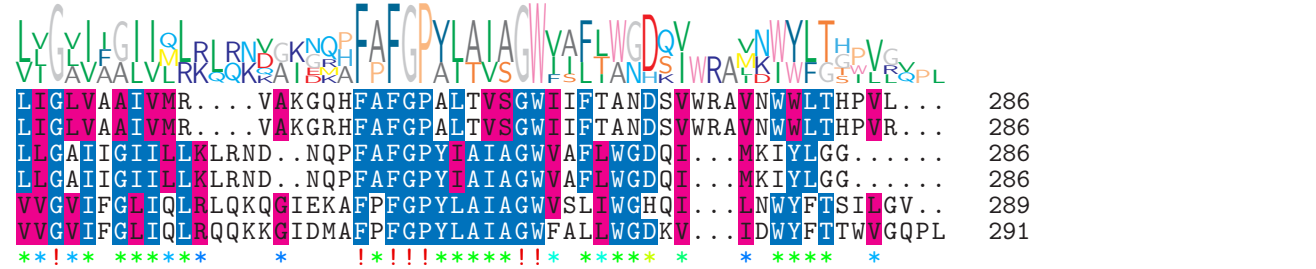 LIGLVAAIVMR....VAKGQHFAFGPALTVSGWIIFTANDSVWRAVNWWLTHPVL... 286
LIGLVAAIVMR....VAKGRHFAFGPALTVSGWIIFTANDSVWRAVNWWLTHPVR... 286
LLGAIIGIILLKLRND..NQPFAFGPYIAIAGWVAFLWGDQI...MKIYLGG...... 286
LLGAIIGIILLKLRND..NQPFAFGPYIAIAGWVAFLWGDQI...MKIYLGG...... 286
VVGVIFGLIQLRLQKQGIEKAFPFGPYLAIAGWVSLIWGHQI...LNWYFTSILGV.. 289
VVGVIFGLIQLRQQKKGIDMAFPFGPYLAIAGWFALLWGDKV...IDWYFTTWVGQPL 291
**!** ****** * !*!!!*****!!* ***** * * **** *